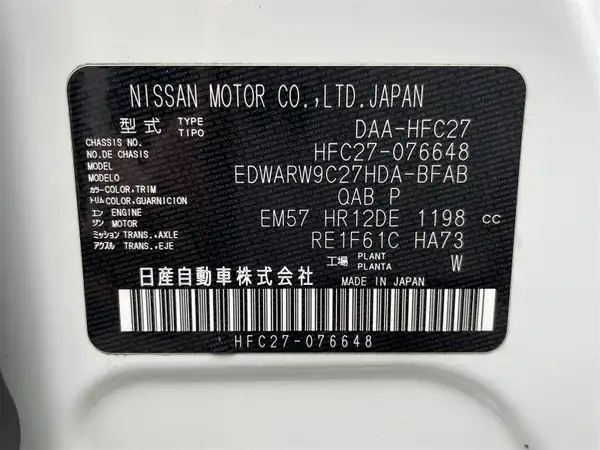 NISSAN MOTOR CO.,LTD.JAPAN
型式 TYPE TIPO DAA-HFC27
CHASSIS NO.
NO.DE CHASIS HFC27-076648
MODEL
MODELO EDWARW9C27HDA-BFAB
カラー COLOR,TRIM
トリム COLOR,GUARNICION QAB P
エンジン ENGINE MOTOR EM57 HR12DE 1198 cc
ミッション TRANS.,AXLE
アクスル TRANS.,EJE RE1F61C HA73
工場 PLANT PLANTA W
日産自動車株式会社 MADE IN JAPAN
HFC27-076648